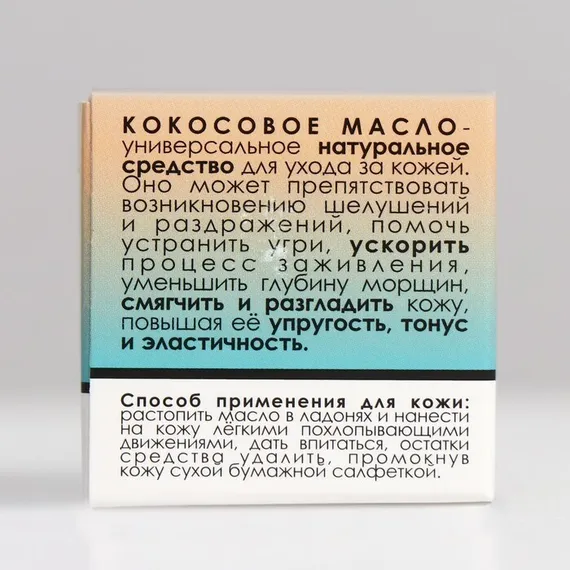 КОКОСОВОЕ МАСЛО-
универсальное натуральное
средство для ухода за кожей.
Оно может препятствовать
возникновению шелушений
и раздражений, помочь
устранить угри, ускорить
процесс заживления,
уменьшить глубину морщин,
смягчить и разгладить кожу,
повышая её упругость, тонус
и эластичность.
Способ применения для кожи:
растопить масло в ладонях и нанести
на кожу лёгкими похлопывающими
движениями, дать впитаться, остатки
средства удалить, промокнув
кожу сухой бумажной салфеткой.